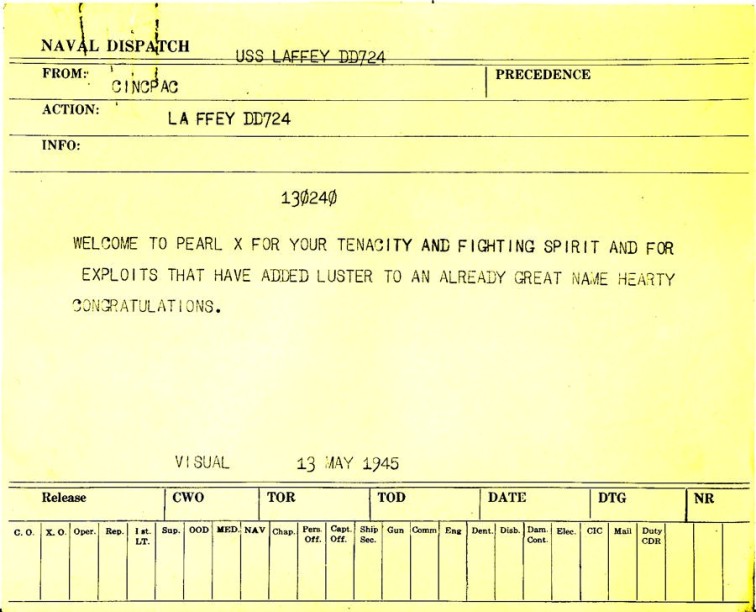 NAVAL DISPATCH USS LAFFEY DD724
FROM: CINCPAC PRECEDENCE
ACTION: LA FFEY DD724
INFO:
13Ø24Ø
WELCOME TO PEARL X FOR YOUR TENACITY AND FIGHTING SPIRIT AND FOR
EXPLOITS THAT HAVE ADDED LUSTER TO AN ALREADY GREAT NAME HEARTY
CONGRATULATIONS.
VISUAL 13 MAY 1945
Release CWO TOR TOD DATE DTG NR
C. O. X. O. Oper. Rep. 1st. LT. Sup. OOD MED. NAV Chap. Pers. Off. Capt. Off. Ship Sec. Gun Comm Eng Dent. Disb. Dam. Cont. Elec. CIC Mail Duty CDR